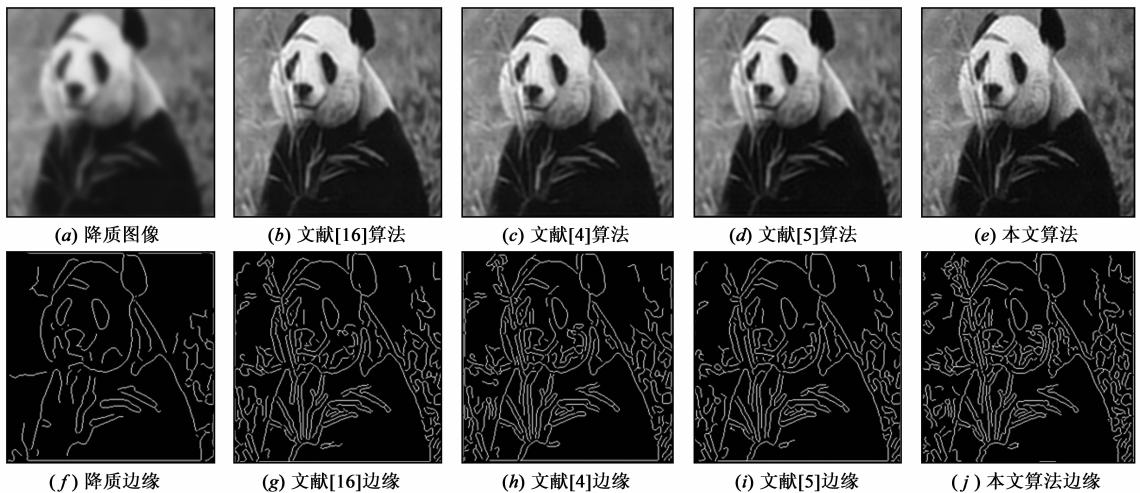 (a) 降质图像
(b) 文献[16]算法
(c) 文献[4]算法
(d) 文献[5]算法
(e) 本文算法
(f) 降质边缘
(g) 文献[16]边缘
(h) 文献[4]边缘
(i) 文献[5]边缘
(j) 本文算法边缘